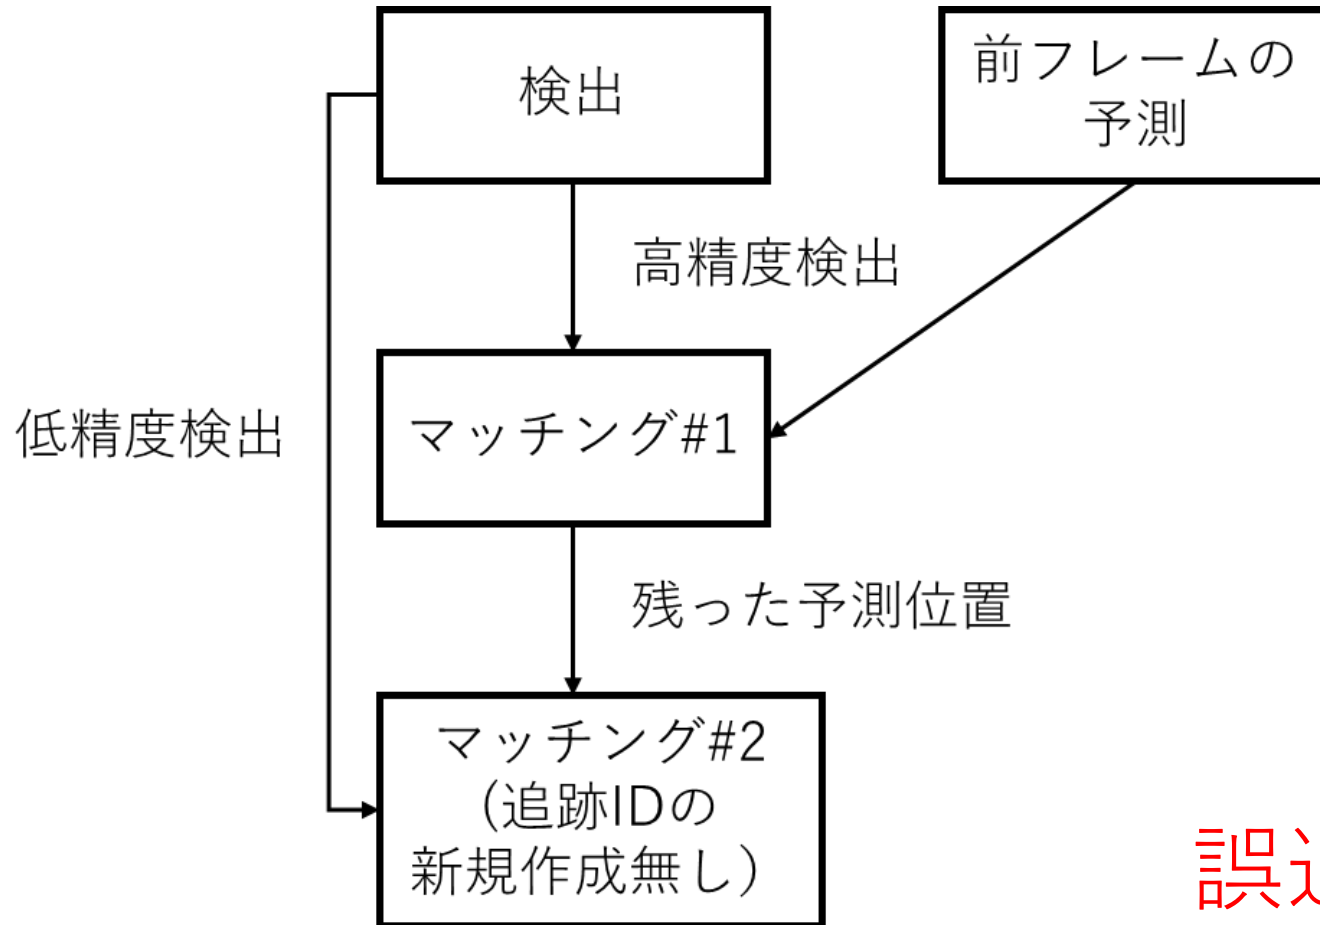 検出
前フレームの
予測
高精度検出
低精度検出
マッチング#1
残った予測位置
マッチング#2
（追跡IDの
新規作成無し）
誤